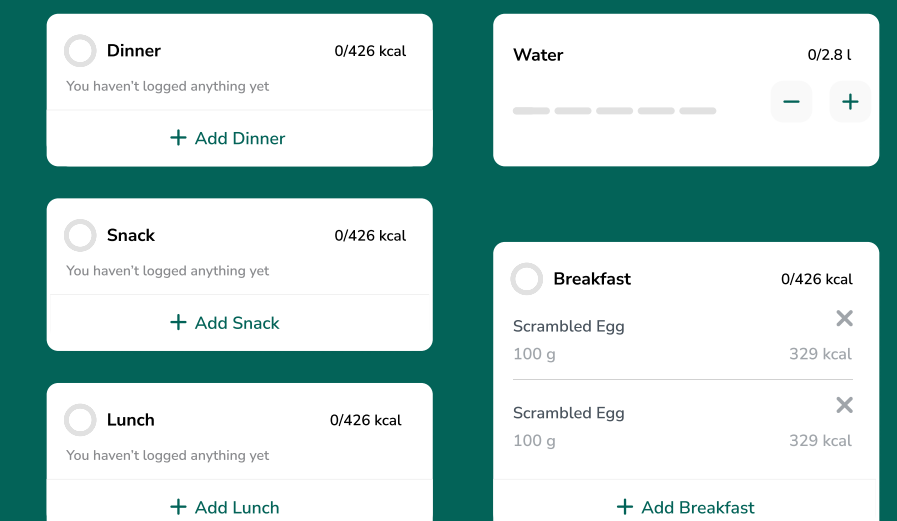 Dinner 0/426 kcal
You haven't logged anything yet
+ Add Dinner
Snack 0/426 kcal
You haven't logged anything yet
+ Add Snack
Lunch 0/426 kcal
You haven't logged anything yet
+ Add Lunch
Water 0/2.8 l
Breakfast 0/426 kcal
Scrambled Egg
100 g 329 kcal
Scrambled Egg
100 g 329 kcal
+ Add Breakfast